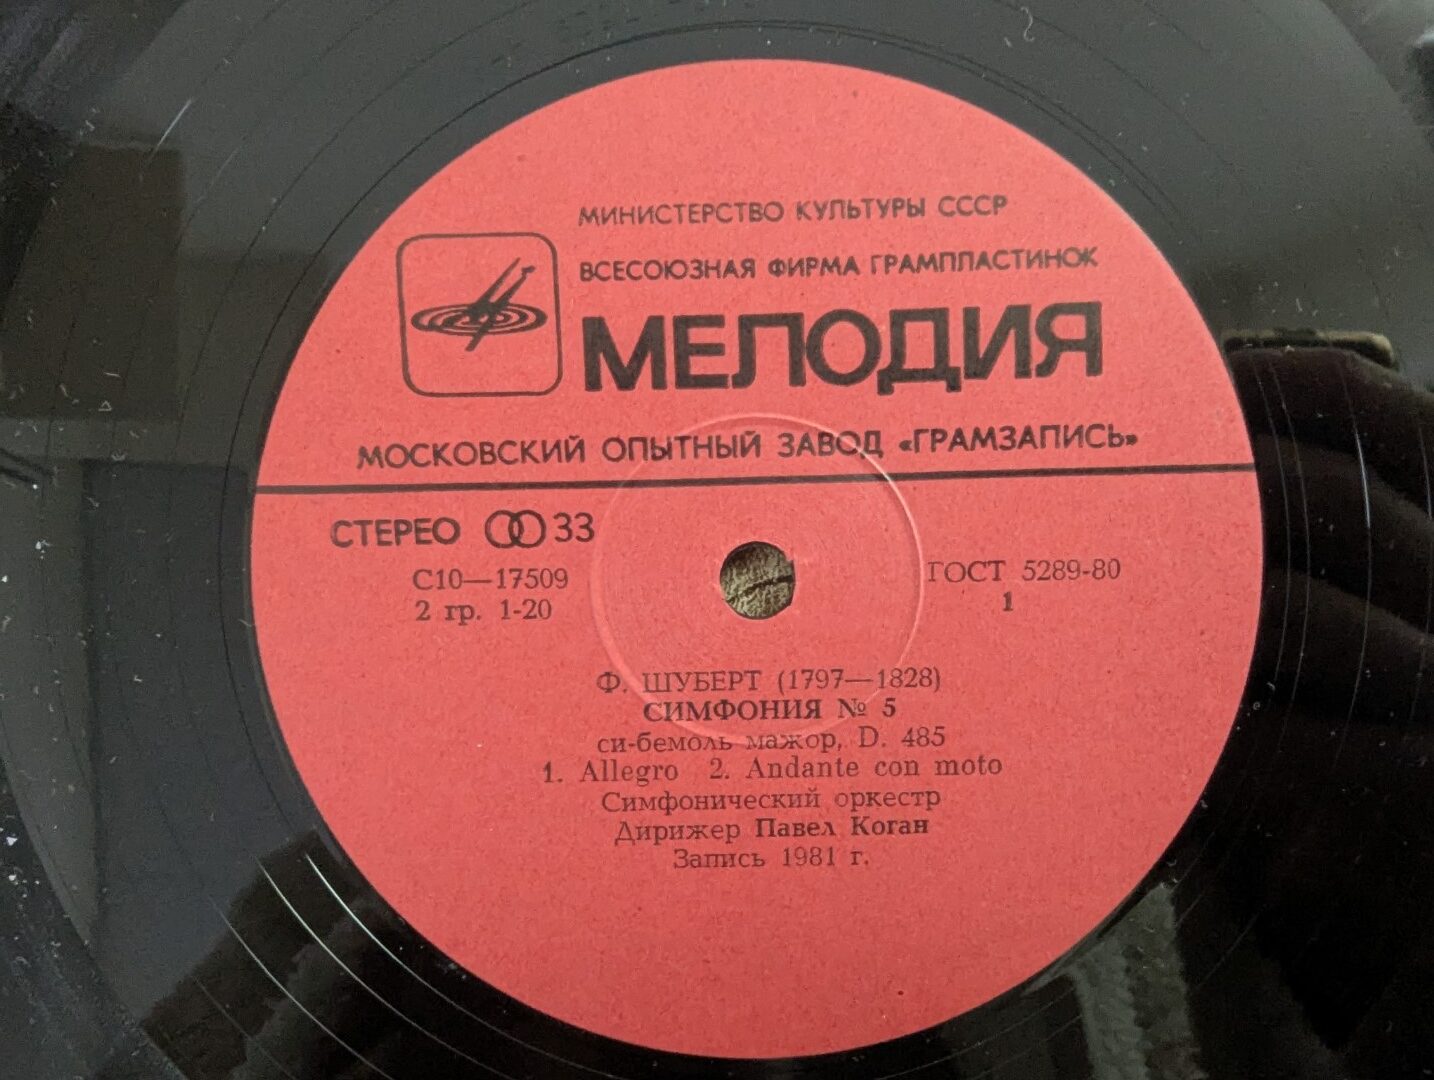 МИНИСТЕРСТВО КУЛЬТУРЫ СССР
ВСЕСОЮЗНАЯ ФИРМА ГРАМПЛАСТИНОК
МЕЛОДИЯ
МОСКОВСКИЙ ОПЫТНЫЙ ЗАВОД «ГРАМЗАПИСЬ»
СТЕРЕО 33
С10—17509
2 гр. 1-20
ГОСТ 5289-80
1
Ф. ШУБЕРТ (1797—1828)
СИМФОНИЯ № 5
си-бемоль мажор, D. 485
1. Allegro 2. Andante con moto
Симфонический оркестр
Дирижер Павел Коган
Запись 1981 г.